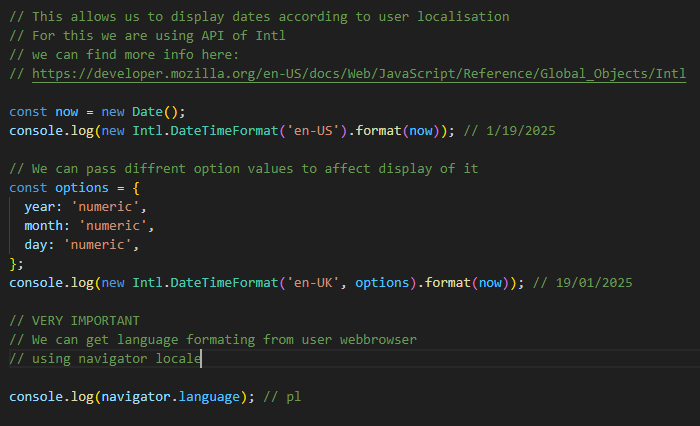 // This allows us to display dates according to user localisation
// For this we are using API of Intl
// we can find more info here:
// https://developer.mozilla.org/en-US/docs/Web/JavaScript/Reference/Global_Objects/Intl
const now = new Date();
console.log(new Intl.DateTimeFormat('en-US').format(now)); // 1/19/2025
// We can pass diffrent option values to affect display of it
const options = {
  year: 'numeric',
  month: 'numeric',
  day: 'numeric',
};
console.log(new Intl.DateTimeFormat('en-UK', options).format(now)); // 19/01/2025
// VERY IMPORTANT
// We can get language formating from user webbrowser
// using navigator locale
console.log(navigator.language); // pl